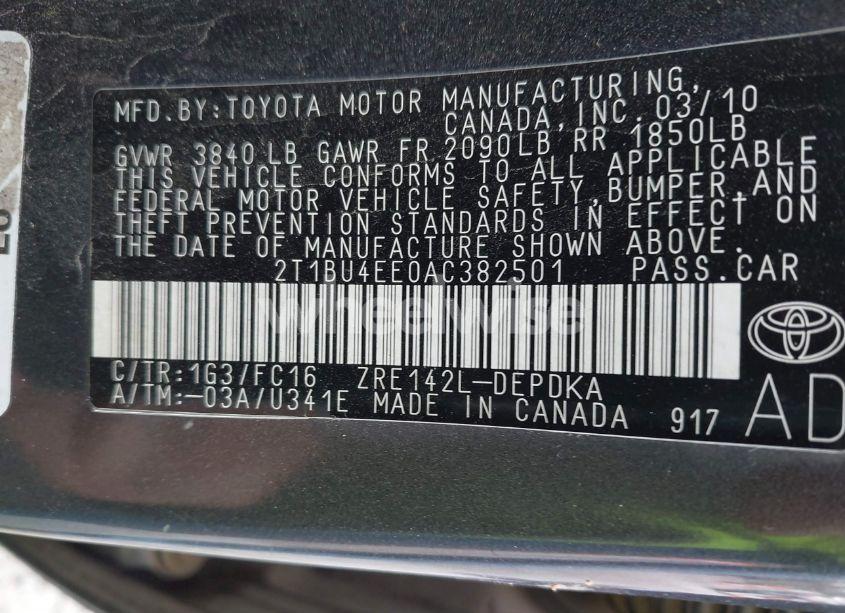 MFD.BY:TOYOTA MOTOR MANUFACTURING,
CANADA,INC. 03/10
GVWR 3840 LB GAWR FR 2090LB RR 1850LB
THIS VEHICLE CONFORMS TO ALL APPLICABLE
FEDERAL MOTOR VEHICLE SAFETY,BUMPER,AND
THEFT PREVENTION STANDARDS IN EFFECT ON
THE DATE OF MANUFACTURE SHOWN ABOVE.
2T1BU4EE0AC382501 PASS.CAR
wheelwise
C/TR:1G3/FC16 ZRE142L-DEPDKA
A/TM:-03A/U341E MADE IN CANADA 917 AD